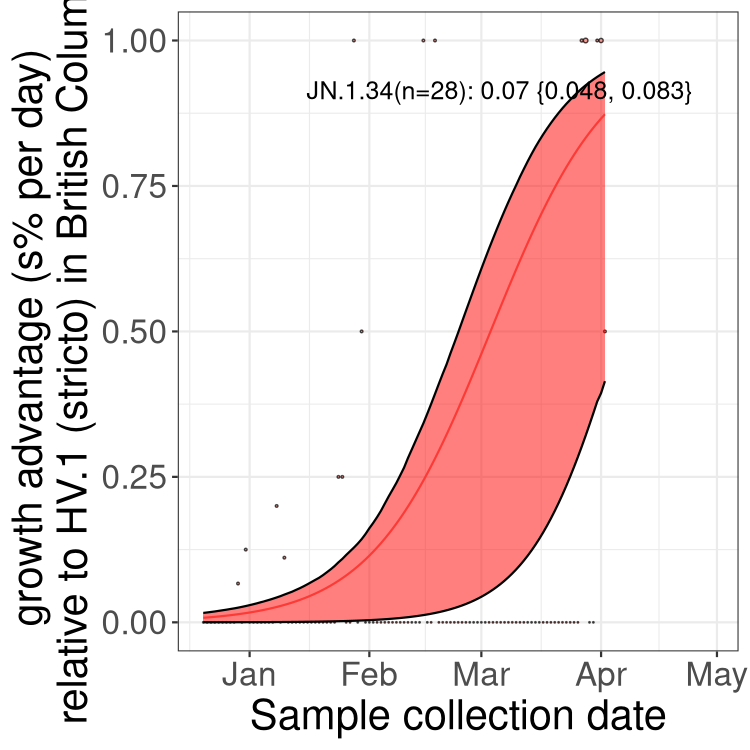 growth advantage (s% per day)
relative to HV.1 (stricto) in British Colum
1.00
0.75
0.50
0.25
0.00
JN.1.34(n=28): 0.07 {0.048, 0.083}
Jan Feb Mar Apr May
Sample collection date